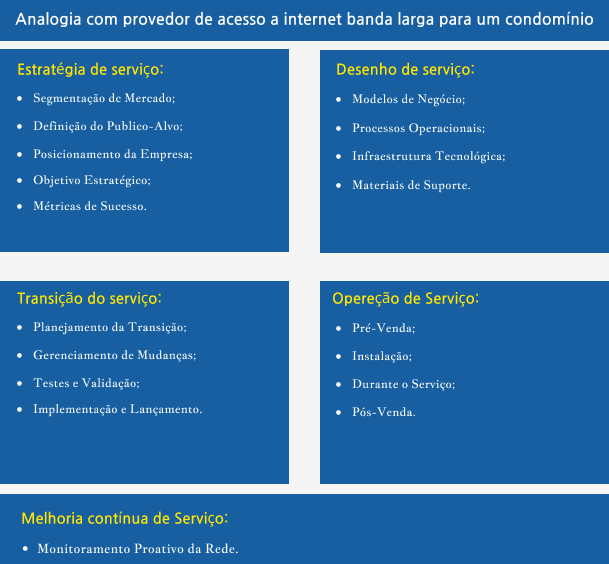 Analogia com provedor de acesso a internet banda larga para um condomínio
Estratégia de serviço:
• Segmentação de Mercado;
• Definição do Publico-Alvo;
• Posicionamento da Empresa;
• Objetivo Estratégico;
• Métricas de Sucesso.
Desenho de serviço:
• Modelos de Negócio;
• Processos Operacionais;
• Infraestrutura Tecnológica;
• Materiais de Suporte.
Transição do serviço:
• Planejamento da Transição;
• Gerenciamento de Mudanças;
• Testes e Validação;
• Implementação e Lançamento.
Opereção de Serviço:
• Pré-Venda;
• Instalação;
• Durante o Serviço;
• Pós-Venda.
Melhoria contínua de Serviço:
• Monitoramento Proativo da Rede.